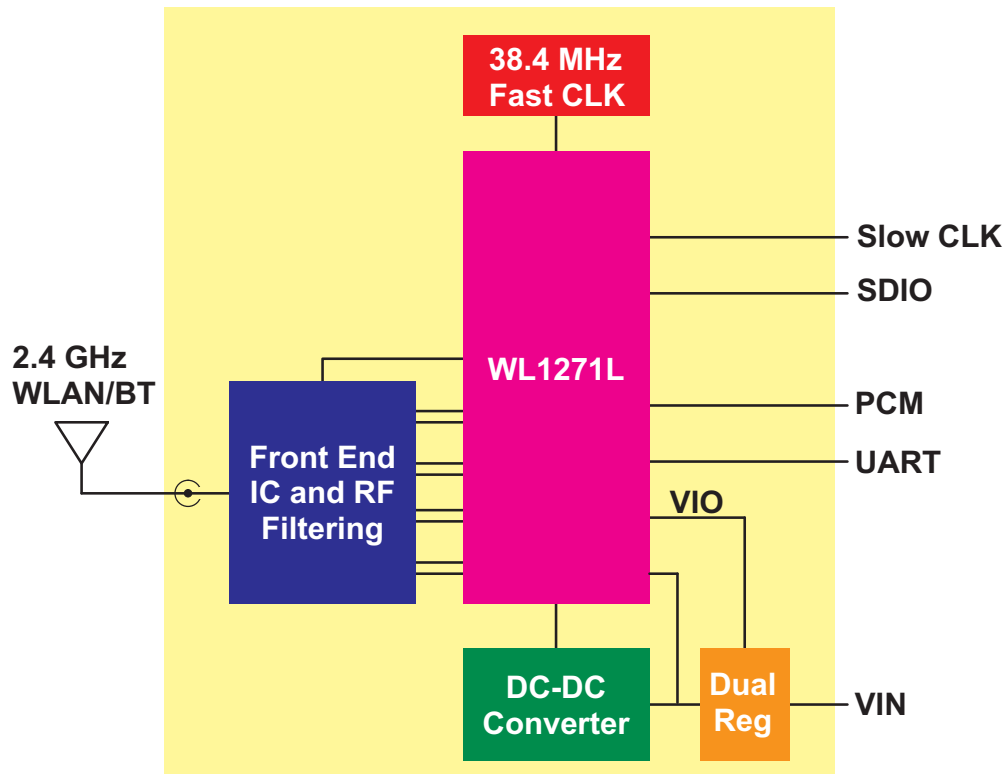 38.4 MHz
Fast CLK
Slow CLK
SDIO
2.4 GHz
WLAN/BT
WL1271L
PCM
Front End
IC and RF
Filtering
UART
VIO
DC-DC
Converter
Dual
Reg
VIN